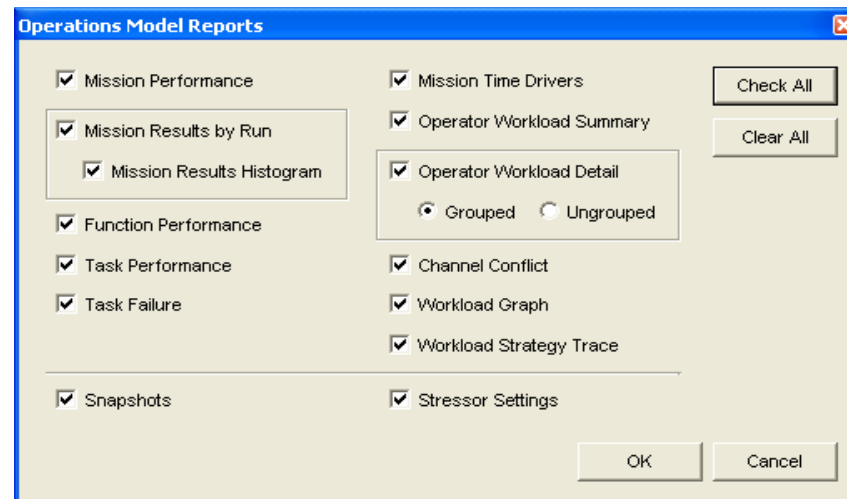 Operations Model Reports
Mission Performance
Mission Results by Run
Mission Results Histogram
Function Performance
Task Performance
Task Failure
Mission Time Drivers
Operator Workload Summary
Operator Workload Detail
Grouped Ungrouped
Channel Conflict
Workload Graph
Workload Strategy Trace
Snapshots
Stressor Settings
Check All
Clear All
OK
Cancel